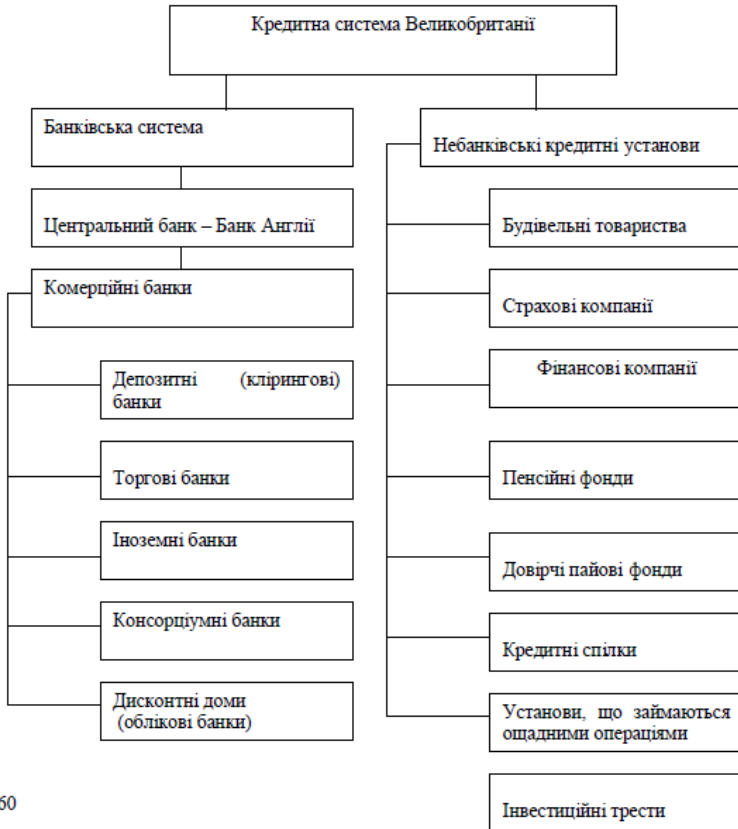 Кредитна система Великобританії
Банківська система
Центральний банк – Банк Англії
Комерційні банки
Депозитні (клірингові)
банки
Торгові банки
Іноземні банки
Консорціумні банки
Дисконтні доми
(облікові банки)
Небанківські кредитні установи
Будівельні товариства
Страхові компанії
Фінансові компанії
Пенсійні фонди
Довірчі пайові фонди
Кредитні спілки
Установи, що займаються
ощадними операціями
Інвестиційні трести
60